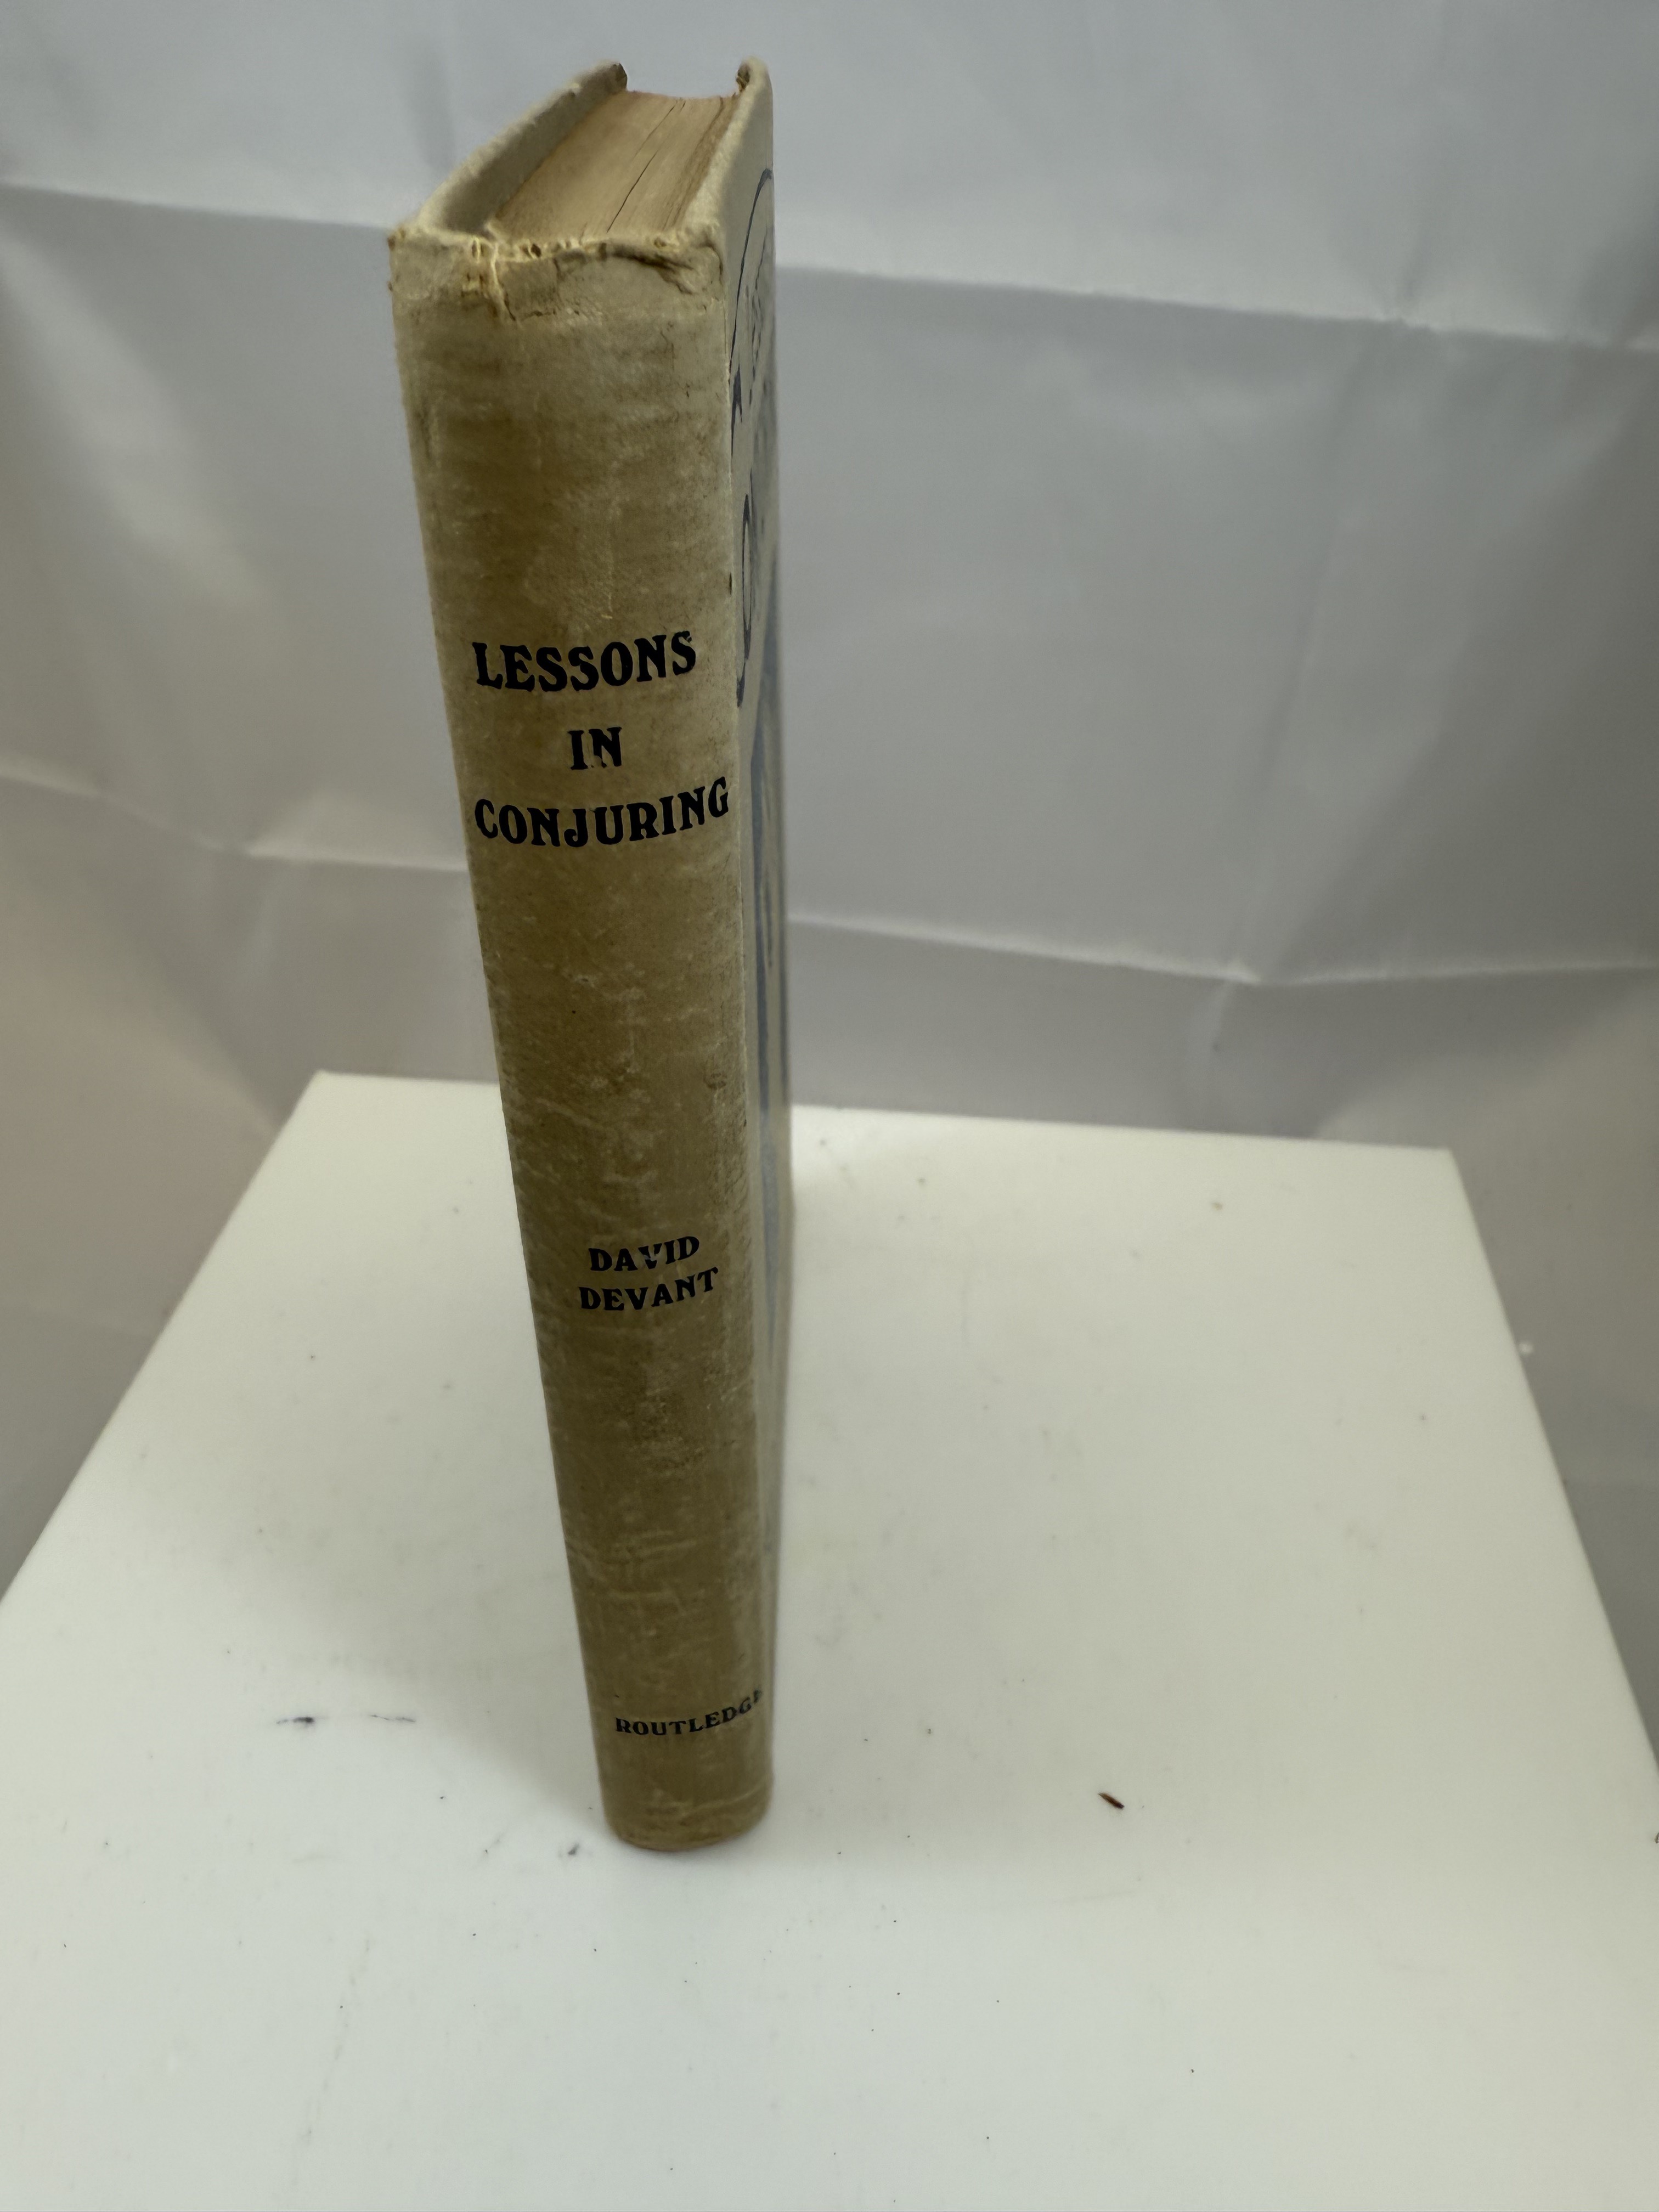 LESSONS
IN
CONJURING
DAVID
DEVANT
ROUTLEDGE